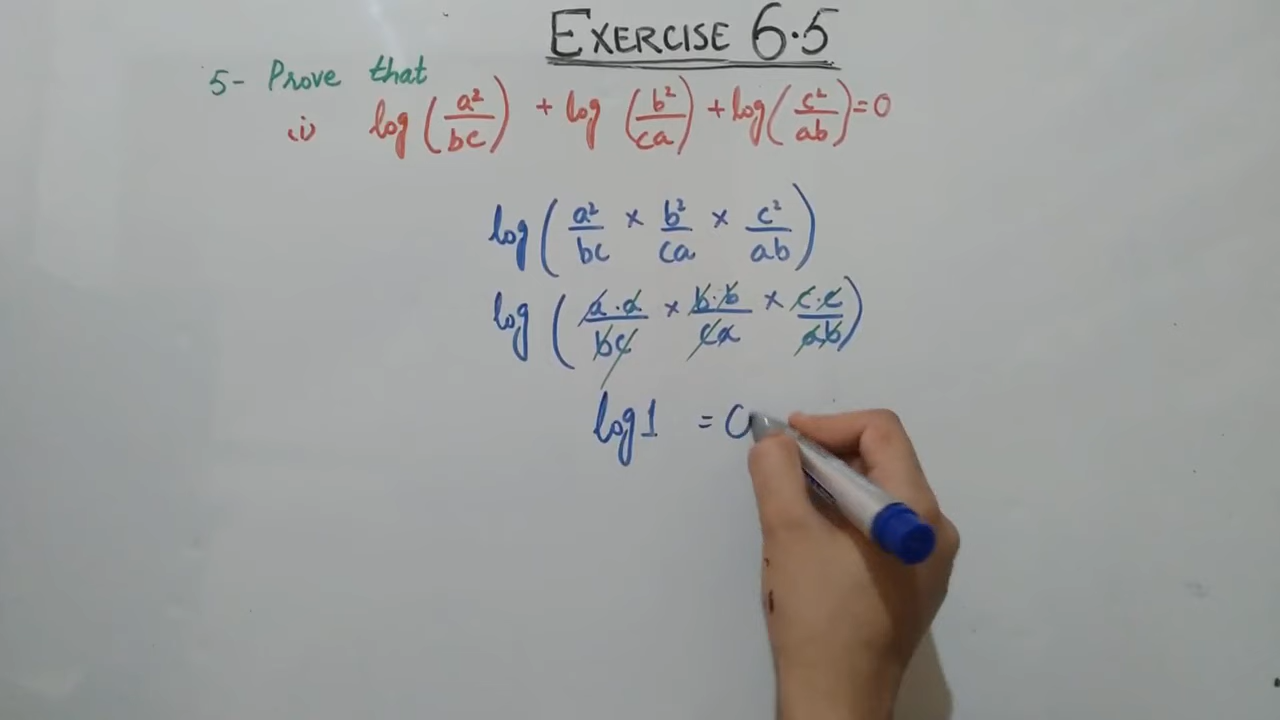 EXERCISE 6.5
5- Prove that
(i) log(a²/bc) + log(b²/ca) + log(c²/ab) = 0
log(a²/bc × b²/ca × c²/ab)
log(a·a/bc × b·b/ca × c·c/ab)
log 1 = 0